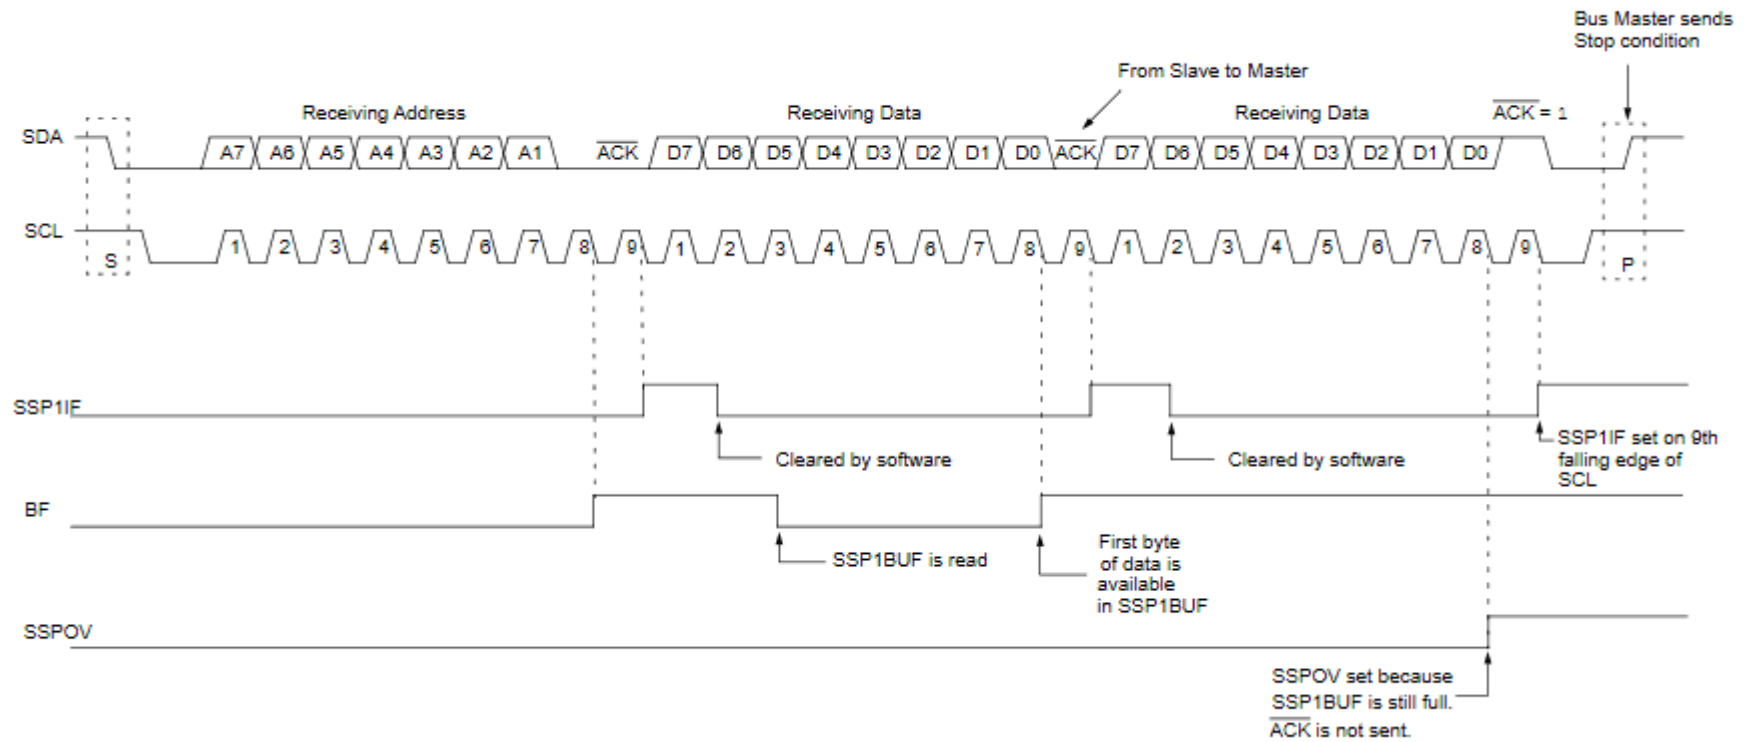 Bus Master sends
Stop condition
From Slave to Master
Receiving Address
Receiving Data
Receiving Data
ACK = 1
SDA
A7 A6 A5 A4 A3 A2 A1 ACK D7 D6 D5 D4 D3 D2 D1 D0 ACK D7 D6 D5 D4 D3 D2 D1 D0
SCL
S
1 2 3 4 5 6 7 8 9 1 2 3 4 5 6 7 8 9 1 2 3 4 5 6 7 8 9
P
SSP1IF
Cleared by software
Cleared by software
SSP1IF set on 9th
falling edge of
SCL
BF
SSP1BUF is read
First byte
of data is
available
in SSP1BUF
SSPOV
SSPOV set because
SSP1BUF is still full.
ACK is not sent.